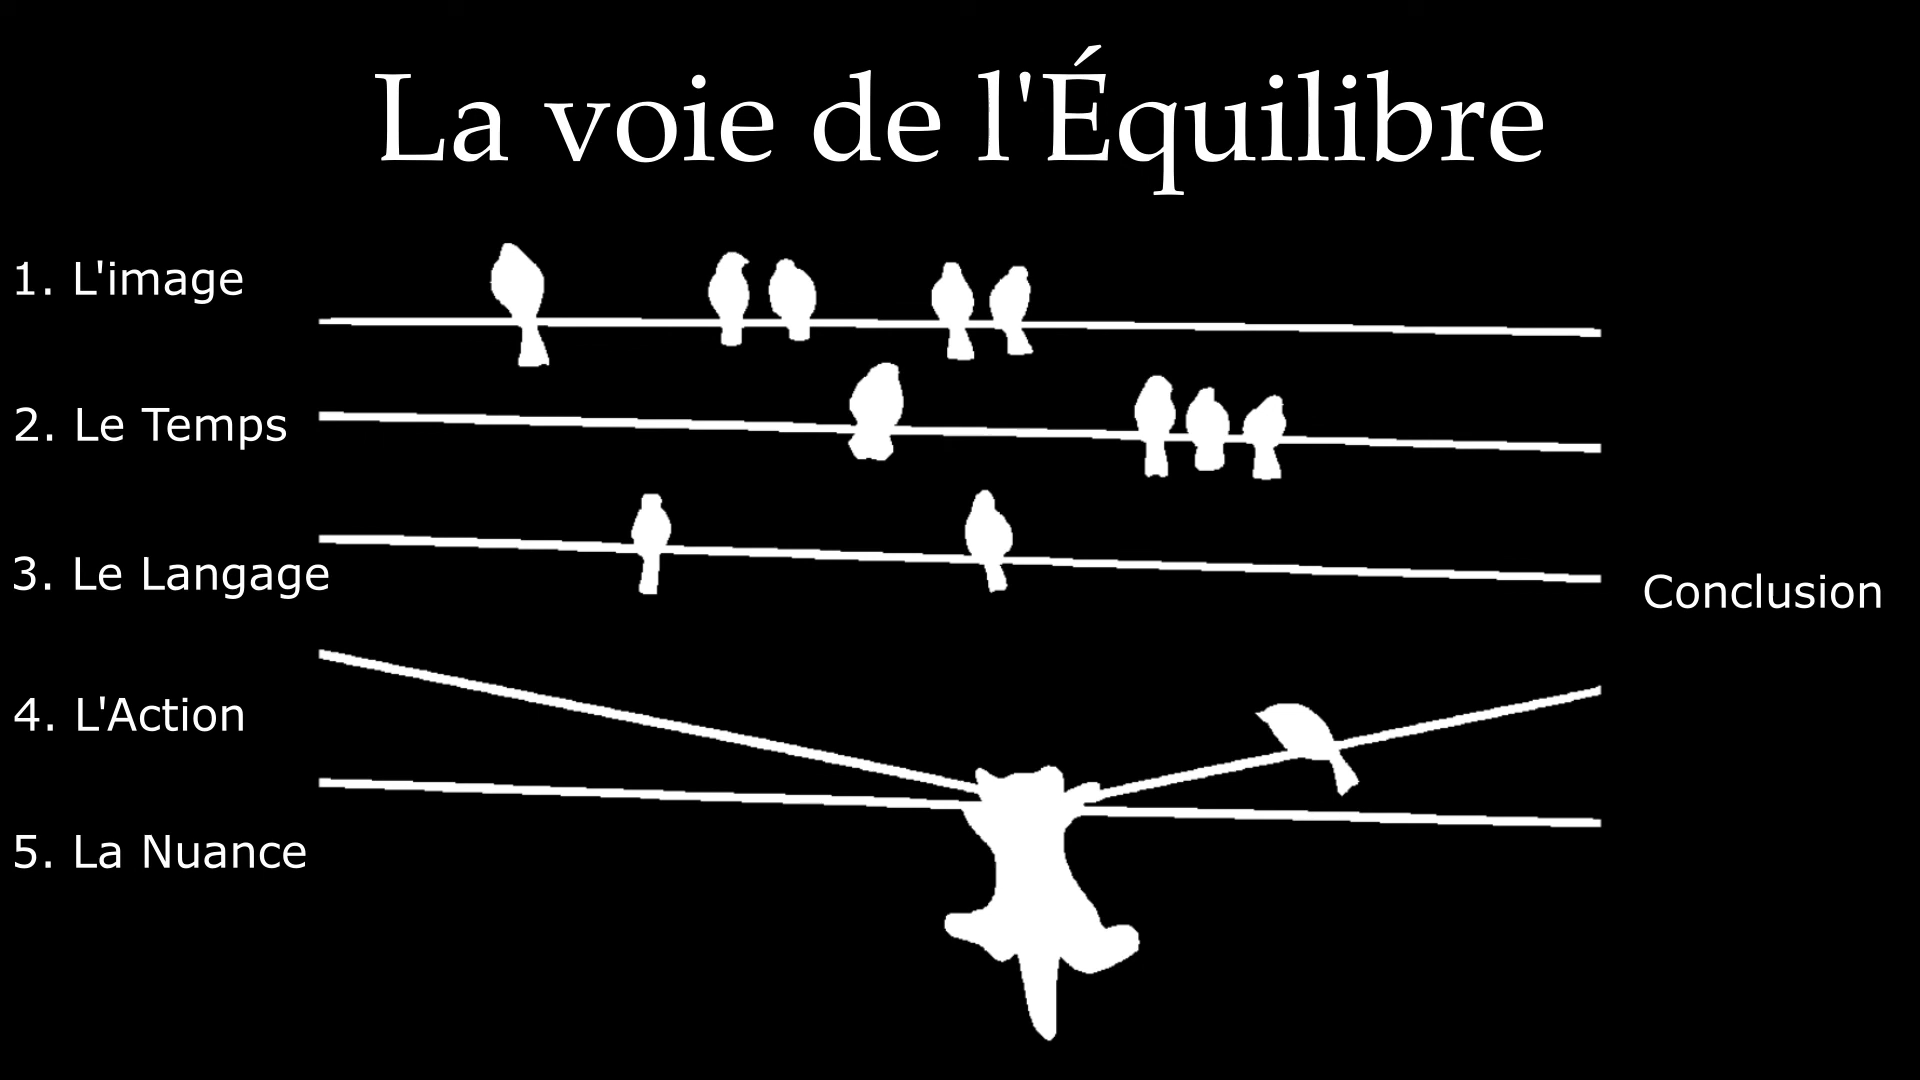 La voie de l'Équilibre
1. L'image
2. Le Temps
3. Le Langage
Conclusion
4. L'Action
5. La Nuance